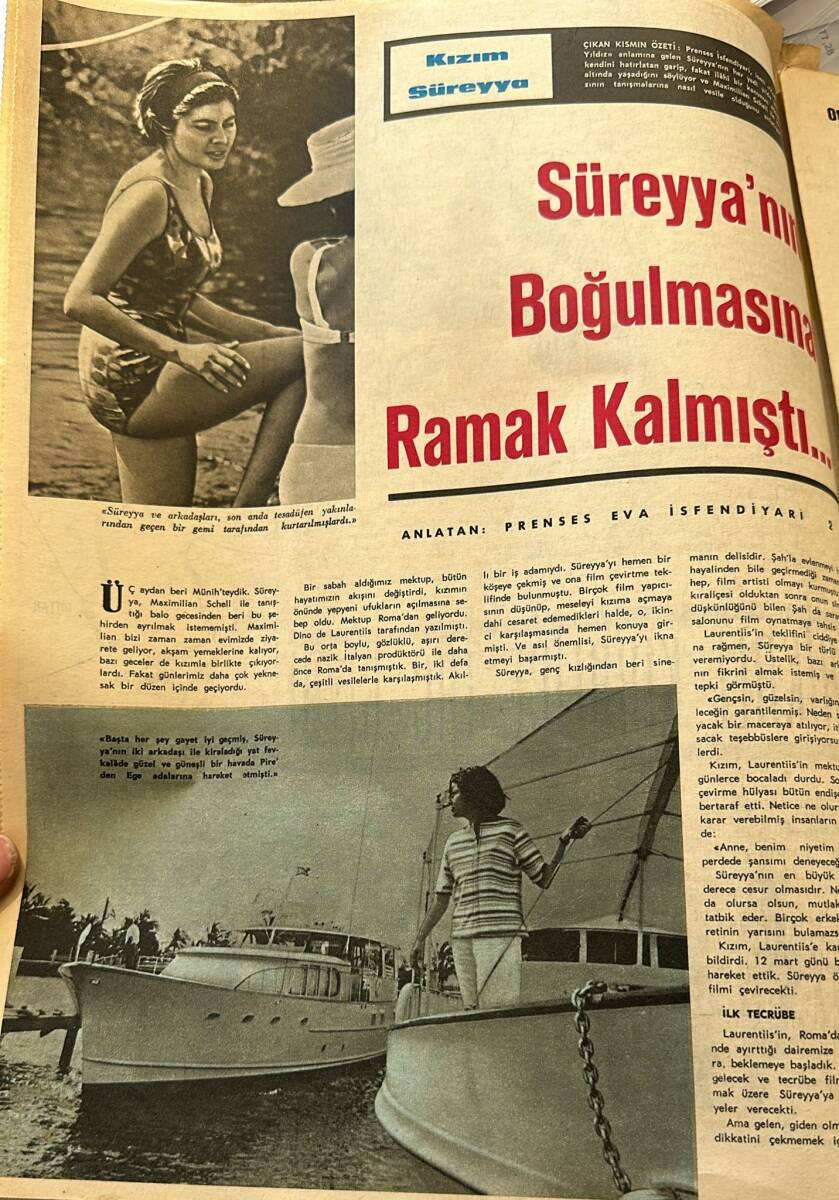 Kızım
Süreyya
ÇIKAN KISMIN ÖZETİ: Prenses İsfendiyari,
Yıldız» anlamına gelen Süreyya'nın her
kendini hatırlatan garip, fakat ilâhi bir
altında yaşadığını söylüyor ve Maximilian Schell
zının tanışmalarına nasıl vesile olduğunu
Süreyya'nın
Boğulmasına
Ramak Kalmıştı...
ANLATAN: PRENSES EVA İSFENDİYARİ 2
«Süreyya ve arkadaşları, son anda tesadüfen yakınla-
rından geçen bir gemi tarafından kurtarılmışlardı.»
ÜÇ aydan beri Münih'teydik. Sürey-
ya, Maximilian Schell ile tanış-
tığı balo gecesinden beri bu şe-
hirden ayrılmak istememişti. Maximi-
lian bizi zaman zaman evimizde ziya-
rete geliyor, akşam yemeklerine kalıyor,
bazı geceler de kızımla birlikte çıkıyor-
lardı. Fakat günlerimiz daha çok yekne-
sak bir düzen içinde geçiyordu.
Bir sabah aldığımız mektup, bütün
hayatımızın akışını değiştirdi, kızımın
önünde yepyeni ufukların açılmasına se-
bep oldu. Mektup Roma'dan geliyordu.
Dino de Laurentiis tarafından yazılmıştı.
Bu orta boylu, gözlüklü, aşırı dere-
cede nazik İtalyan prodüktörü ile daha
önce Roma'da tanışmıştık. Bir, iki defa
da, çeşitli vesilelerle karşılaşmıştık. Akıl-
lı bir iş adamıydı. Süreyya'yı hemen bir
köşeye çekmiş ve ona film çevirtme tek-
lifinde bulunmuştu. Birçok film yapıcı-
sının düşünüp, meseleyi kızıma açmaya
dahi cesaret edemedikleri halde, o, ikin-
ci karşılaşmasında hemen konuya gir-
mişti. Ve asıl önemlisi, Süreyya'yı ikna
etmeyi başarmıştı.
Süreyya, genç kızlığından beri sine-
manın delisidir. Şah'la evlenmeyi
hayalinden bile geçirmediği
hep, film artisti olmayı kurmuştu
kıraliçesi olduktan sonra onun
düşkünlüğünü bilen Şah da
salonunu film oynatmaya tahsis
Laurentiis'in teklifini ciddiye
na rağmen, Süreyya bir türlü
veremiyordu. Üstelik, bazı
nın fikrini almak istemiş ve
tepki görmüştü.
«Gençsin, güzelsin, varlığın
leceğin garantilenmiş. Neden
yacak bir maceraya atılıyor,
sacak teşebbüslere girişiyorsun
lerdi.
Kızım, Laurentiis'in
günlerce bocaladı durdu.
çevirme hülyası bütün
bertaraf etti. Netice ne
karar verebilmiş insanların
de:
«Anne, benim niyetim
perdede şansımı deneyeceğ
Süreyya'nın en büyük
derece cesur olmasıdır.
da olursa olsun,
tatbik eder. Birçok
retinin yarısını
Kızım, Laurentiis'e
bildirdi. 12 mart günü
hareket ettik. Süreyya
filmi çevirecekti.
İLK TECRÜBE
Laurentiis'in, Roma'da
nde ayırttığı dairemize
ra, beklemeye başladık.
gelecek ve tecrübe
mak üzere Süreyya'ya
yeler verecekti.
Ama gelen, giden
dikkatini çekmemek
«Başta her şey gayet iyi geçmiş, Sürey-
ya'nın iki arkadaşı ile kiraladığı yat fev-
kalâde güzel ve güneşli bir havada Pire'
den Ege adalarına hareket etmişti.»